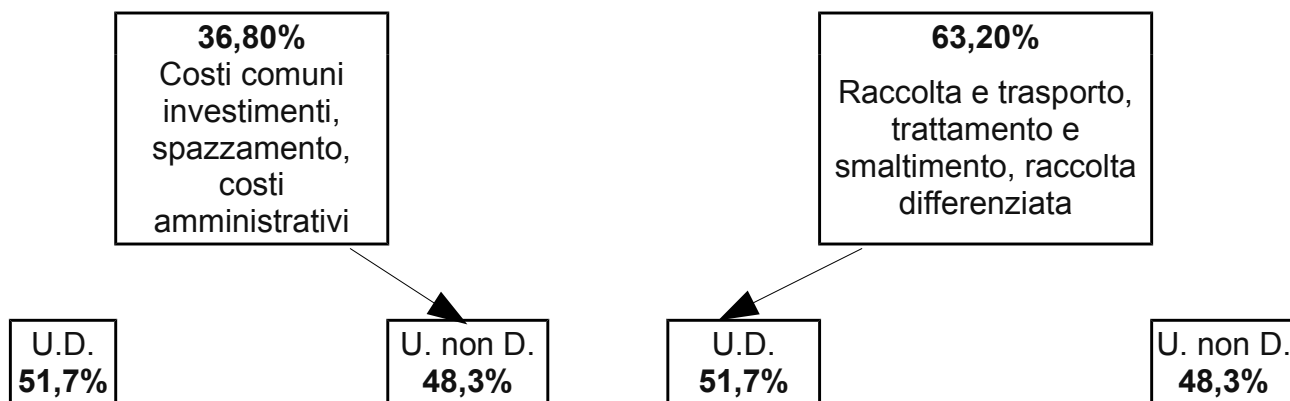 36,80%
Costi comuni
investimenti,
spazzamento,
costi
amministrativi
63,20%
Raccolta e trasporto,
trattamento e
smaltimento, raccolta
differenziata
U.D.
51,7%
U. non D.
48,3%
U.D.
51,7%
U. non D.
48,3%